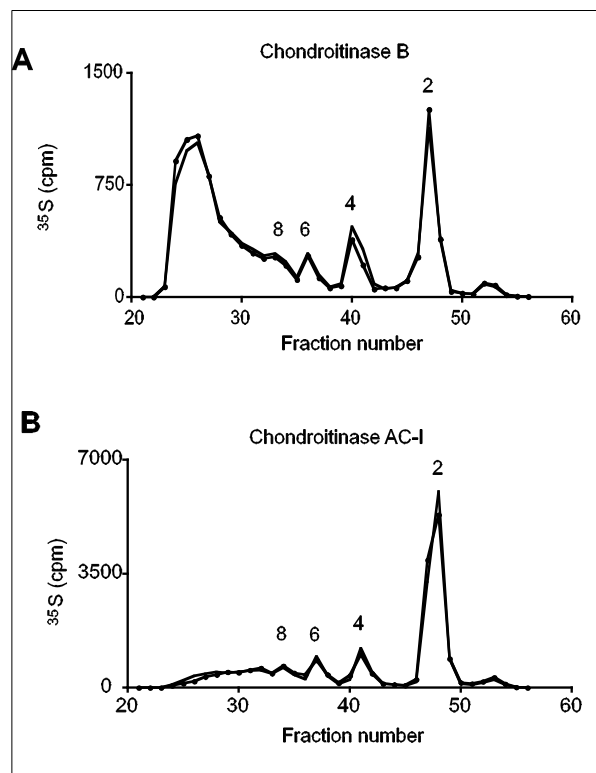 A
Chondroitinase B
1500
750
0
³⁵S (cpm)
8 6 4 2
20 30 40 50 60
Fraction number
B
Chondroitinase AC-I
7000
3500
0
³⁵S (cpm)
8 6 4 2
20 30 40 50 60
Fraction number